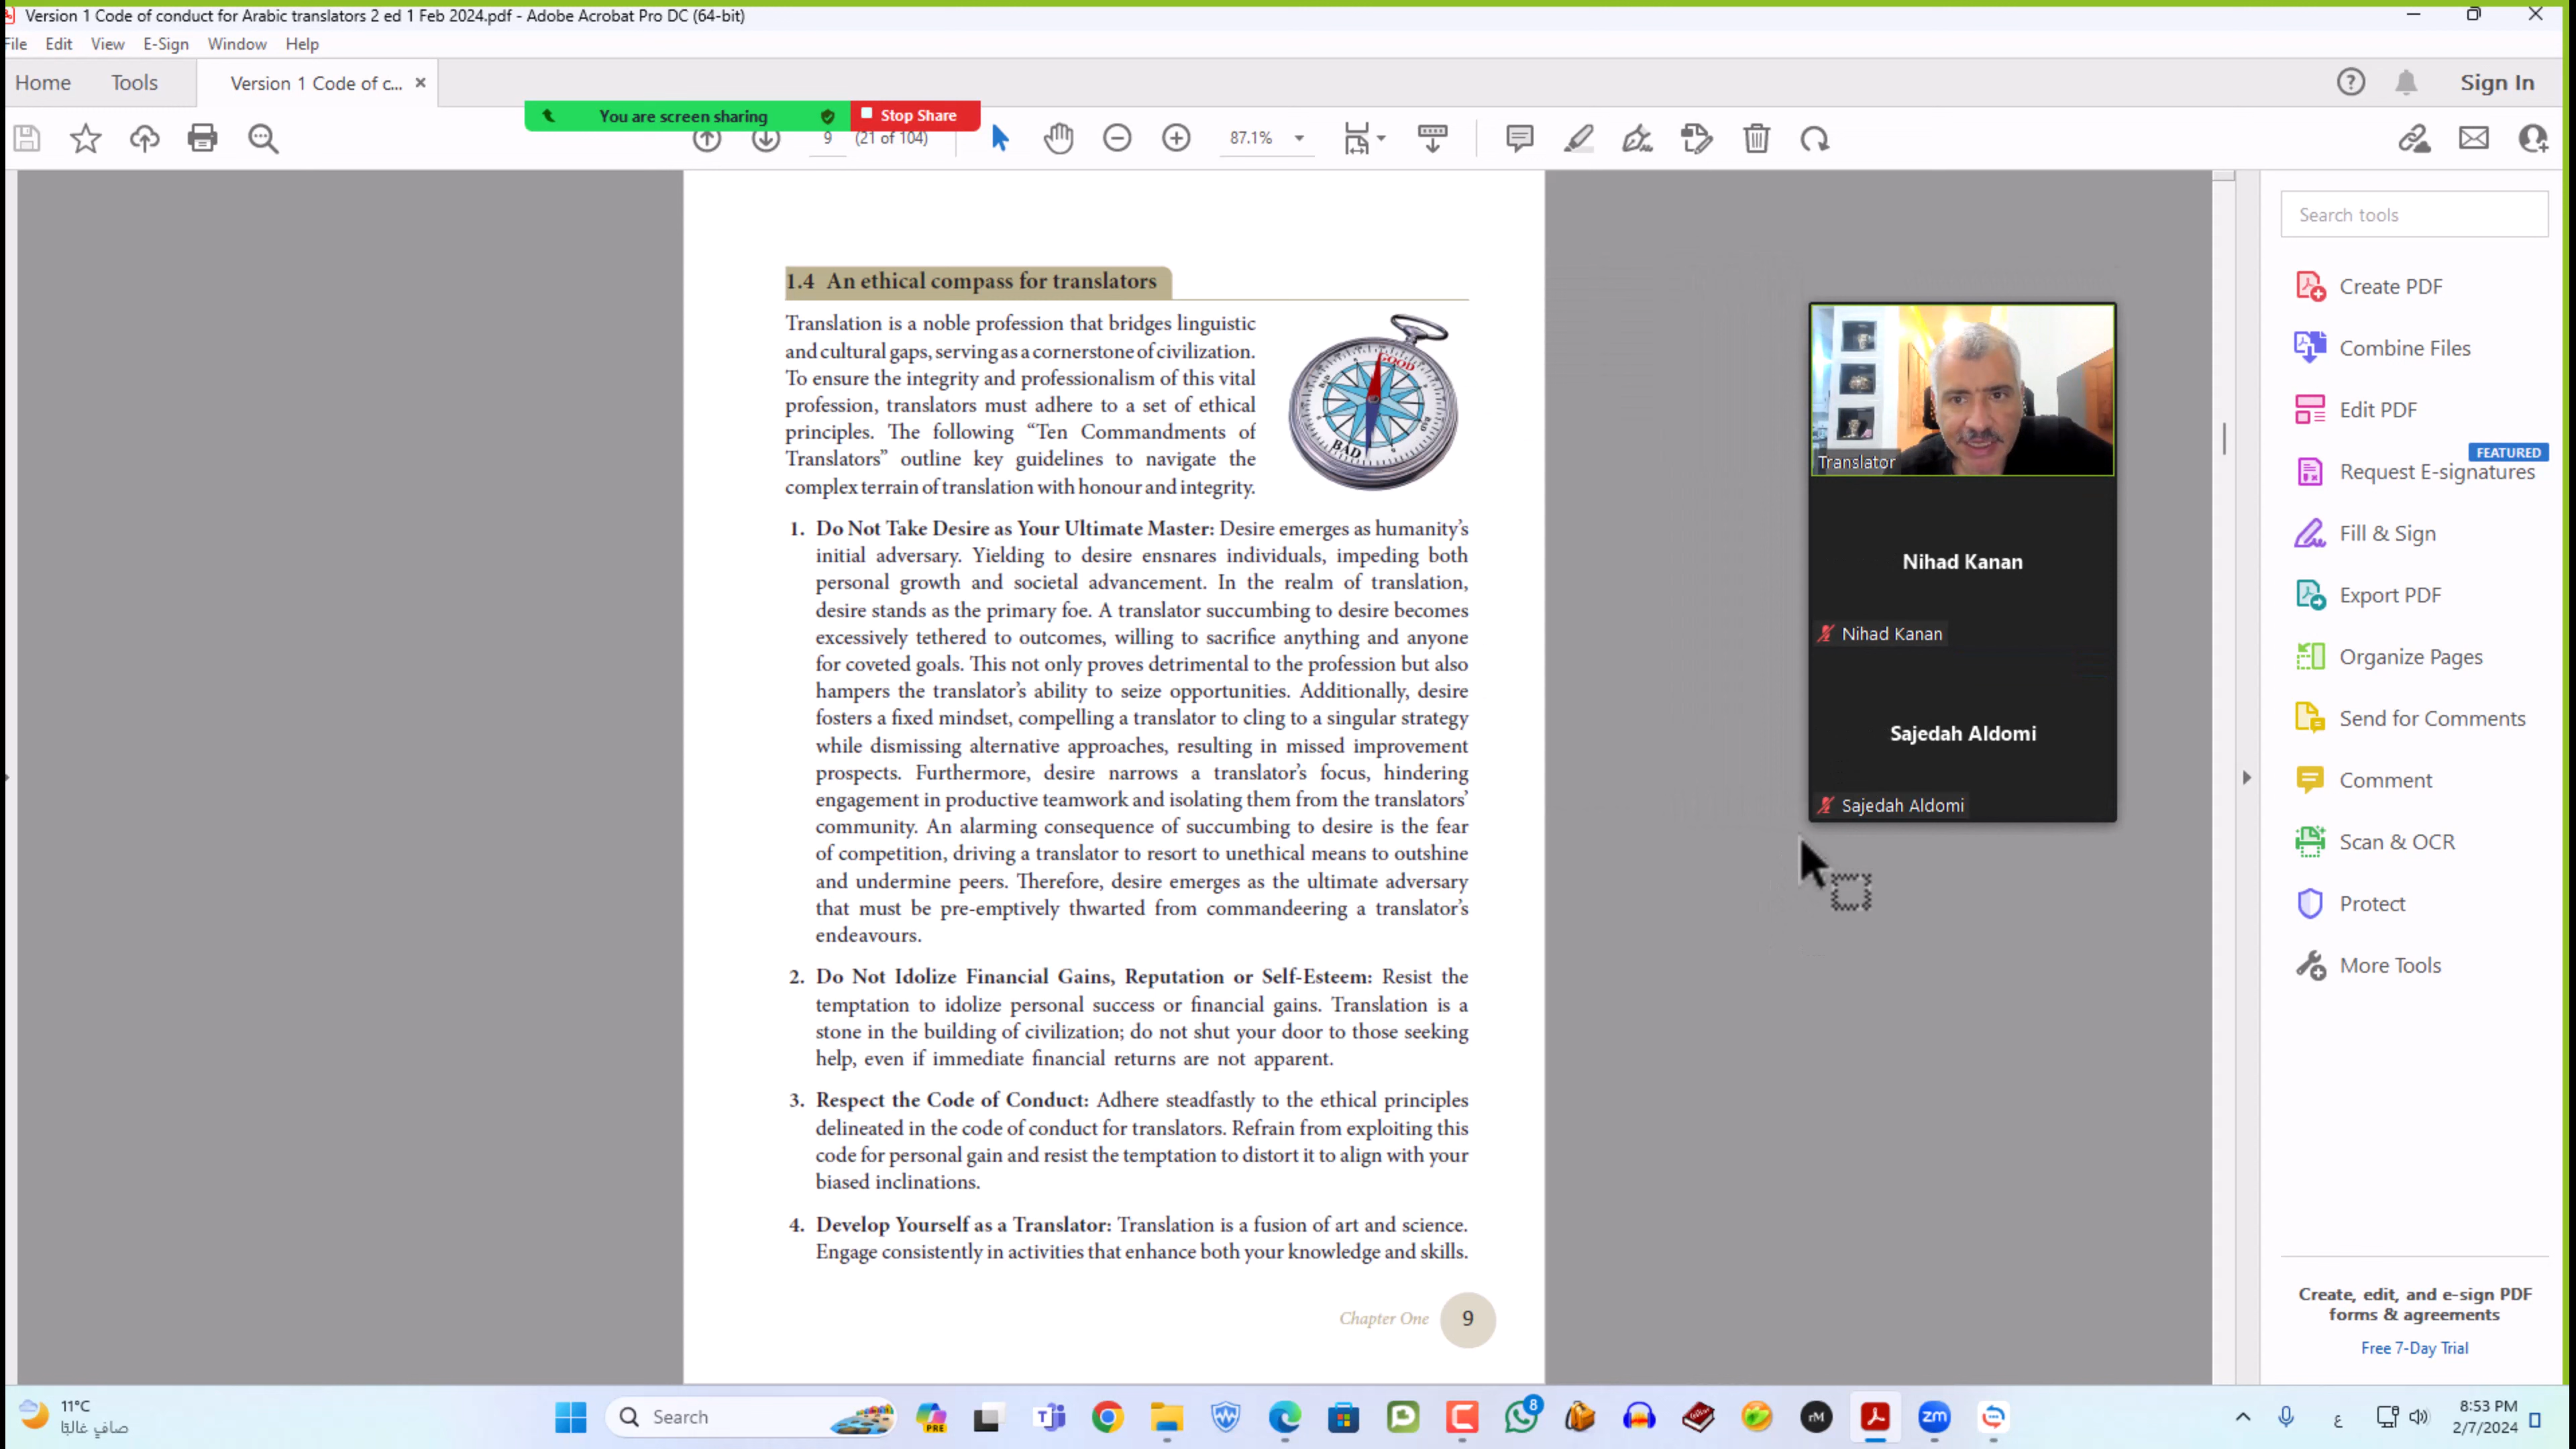 Version 1 Code of conduct for Arabic translators 2 ed 1 Feb 2024.pdf - Adobe Acrobat Pro DC (64-bit)
File Edit View E-Sign Window Help
Home Tools Version 1 Code of c... Sign In
You are screen sharing Stop Share
9 (21 of 104) 87.1%
1.4 An ethical compass for translators
Translation is a noble profession that bridges linguistic
and cultural gaps, serving as a cornerstone of civilization.
To ensure the integrity and professionalism of this vital
profession, translators must adhere to a set of ethical
principles. The following “Ten Commandments of
Translators” outline key guidelines to navigate the
complex terrain of translation with honour and integrity.
GOOD
BAD
BAD
BAD
1. Do Not Take Desire as Your Ultimate Master: Desire emerges as humanity’s
initial adversary. Yielding to desire ensnares individuals, impeding both
personal growth and societal advancement. In the realm of translation,
desire stands as the primary foe. A translator succumbing to desire becomes
excessively tethered to outcomes, willing to sacrifice anything and anyone
for coveted goals. This not only proves detrimental to the profession but also
hampers the translator’s ability to seize opportunities. Additionally, desire
fosters a fixed mindset, compelling a translator to cling to a singular strategy
while dismissing alternative approaches, resulting in missed improvement
prospects. Furthermore, desire narrows a translator’s focus, hindering
engagement in productive teamwork and isolating them from the translators’
community. An alarming consequence of succumbing to desire is the fear
of competition, driving a translator to resort to unethical means to outshine
and undermine peers. Therefore, desire emerges as the ultimate adversary
that must be pre-emptively thwarted from commandeering a translator’s
endeavours.
2. Do Not Idolize Financial Gains, Reputation or Self-Esteem: Resist the
temptation to idolize personal success or financial gains. Translation is a
stone in the building of civilization; do not shut your door to those seeking
help, even if immediate financial returns are not apparent.
3. Respect the Code of Conduct: Adhere steadfastly to the ethical principles
delineated in the code of conduct for translators. Refrain from exploiting this
code for personal gain and resist the temptation to distort it to align with your
biased inclinations.
4. Develop Yourself as a Translator: Translation is a fusion of art and science.
Engage consistently in activities that enhance both your knowledge and skills.
Chapter One 9
Translator
Nihad Kanan
Nihad Kanan
Sajedah Aldomi
Sajedah Aldomi
Search tools
Create PDF
Combine Files
Edit PDF
FEATURED
Request E-signatures
Fill & Sign
Export PDF
Organize Pages
Send for Comments
Comment
Scan & OCR
Protect
More Tools
Create, edit, and e-sign PDF
forms & agreements
Free 7-Day Trial
11°C
صافٍ غالبًا
Search
PRE
8
rM
zm
ع
8:53 PM
2/7/2024